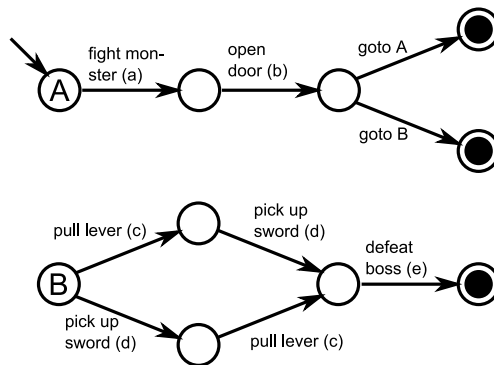 A
fight mon-
ster (a)
open
door (b)
goto A
goto B
B
pull lever (c)
pick up
sword (d)
pick up
sword (d)
pull lever (c)
defeat
boss (e)